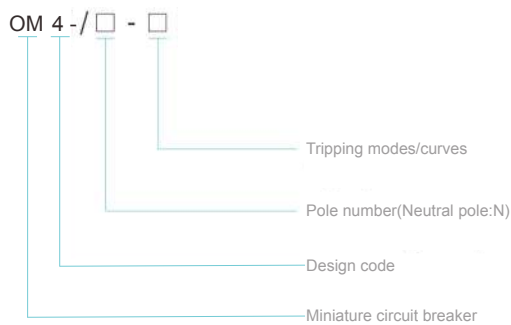 OM 4 -/ □ - □
Tripping modes/curves
Pole number(Neutral pole:N)
Design code
Miniature circuit breaker